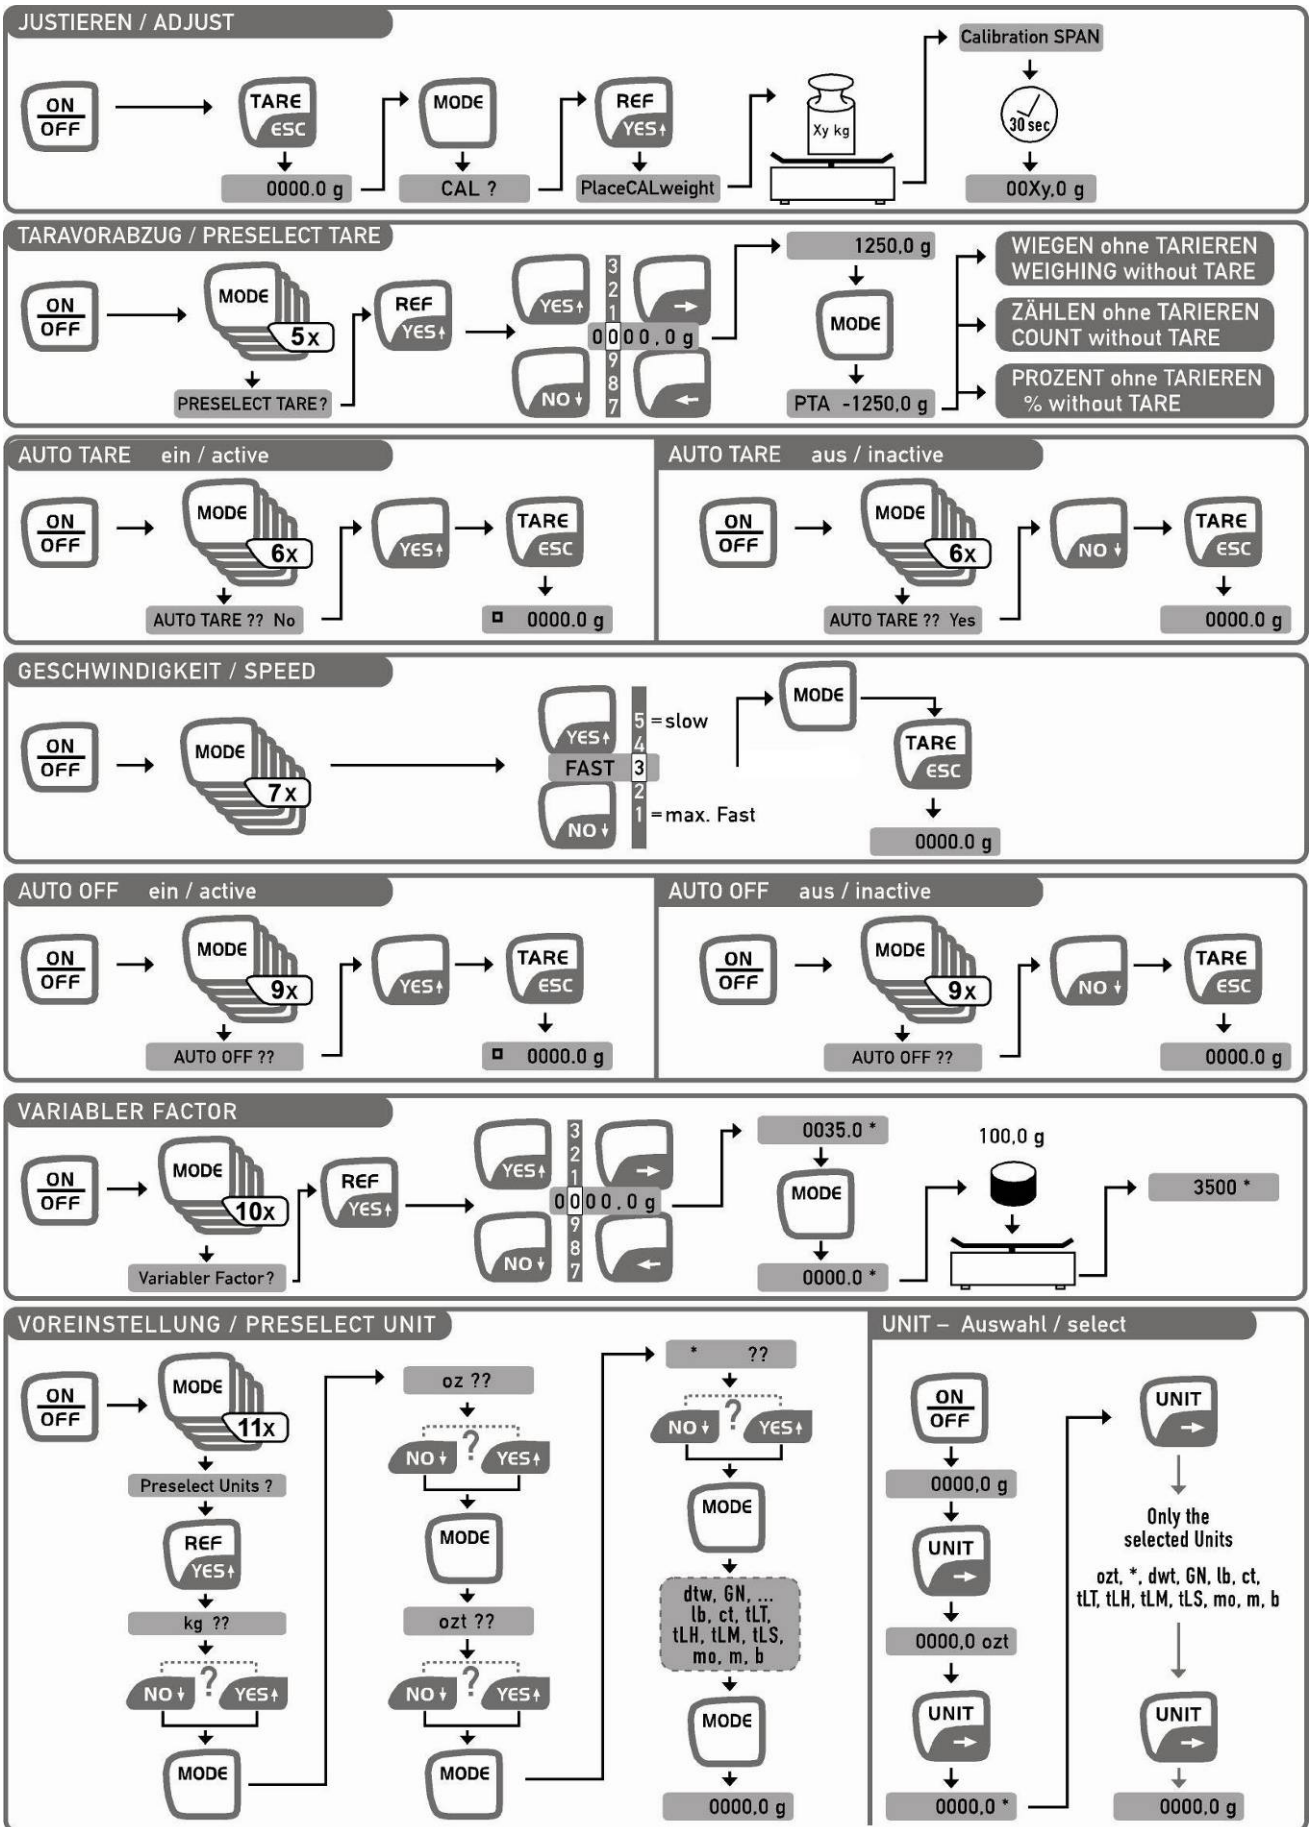 JUSTIEREN / ADJUST
ON
OFF
TARE
ESC
0000.0 g
MODE
CAL ?
REF
YES↑
PlaceCALweight
Xy kg
Calibration SPAN
30 sec
00Xy,0 g
TARAVORABZUG / PRESELECT TARE
ON
OFF
MODE
5x
PRESELECT TARE?
REF
YES↑
YES↑
NO↓
3
2
1
0000,0 g
9
8
7
→
←
1250,0 g
MODE
PTA -1250,0 g
WIEGEN ohne TARIEREN
WEIGHING without TARE
ZÄHLEN ohne TARIEREN
COUNT without TARE
PROZENT ohne TARIEREN
% without TARE
AUTO TARE ein / active
ON
OFF
MODE
6x
AUTO TARE ?? No
YES↑
TARE
ESC
0000.0 g
AUTO TARE aus / inactive
ON
OFF
MODE
6x
AUTO TARE ?? Yes
NO↓
TARE
ESC
0000.0 g
GESCHWINDIGKEIT / SPEED
ON
OFF
MODE
7x
YES↑
5 = slow
4
FAST 3
2
1 = max. Fast
NO↓
MODE
TARE
ESC
0000.0 g
AUTO OFF ein / active
ON
OFF
MODE
9x
AUTO OFF ??
YES↑
TARE
ESC
0000.0 g
AUTO OFF aus / inactive
ON
OFF
MODE
9x
AUTO OFF ??
NO↓
TARE
ESC
0000.0 g
VARIABLER FACTOR
ON
OFF
MODE
10x
Variabler Factor?
REF
YES↑
YES↑
NO↓
3
2
1
0000,0 g
9
8
7
→
←
0035.0 *
MODE
0000.0 *
100,0 g
3500 *
VOREINSTELLUNG / PRESELECT UNIT
ON
OFF
MODE
11x
Preselect Units ?
REF
YES↑
kg ??
?
NO↓ YES↑
MODE
oz ??
?
NO↓ YES↑
MODE
ozt ??
?
NO↓ YES↑
MODE
* ??
?
NO↓ YES↑
MODE
dtw, GN, ...
lb, ct, tLT,
tLH, tLM, tLS,
mo, m, b
MODE
0000,0 g
UNIT – Auswahl / select
ON
OFF
0000,0 g
UNIT
→
0000,0 ozt
UNIT
→
0000,0 *
UNIT
→
Only the
selected Units
ozt, *, dwt, GN, lb, ct,
tLT, tLH, tLM, tLS, mo, m, b
UNIT
→
0000,0 g